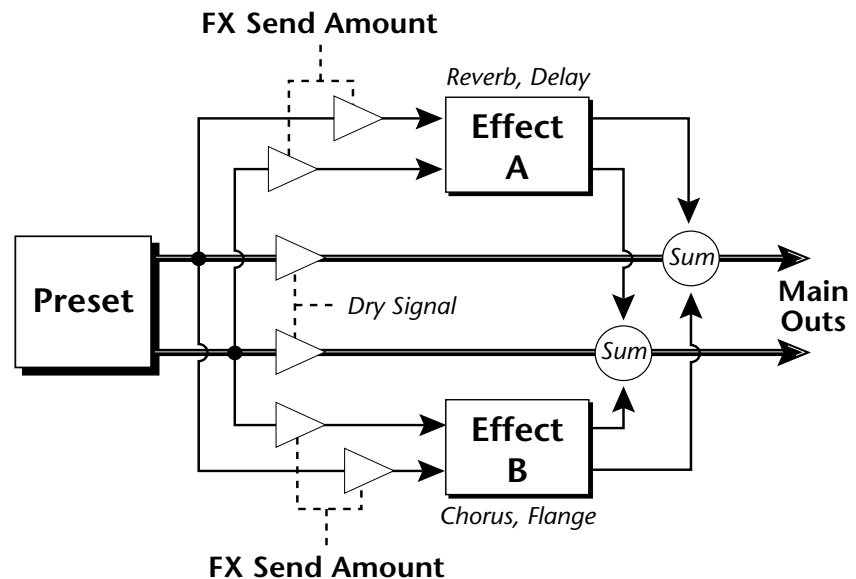 FX Send Amount
Reverb, Delay
Effect
A
Preset
Sum
Dry Signal
Main
Outs
Sum
Effect
B
Chorus, Flange
FX Send Amount